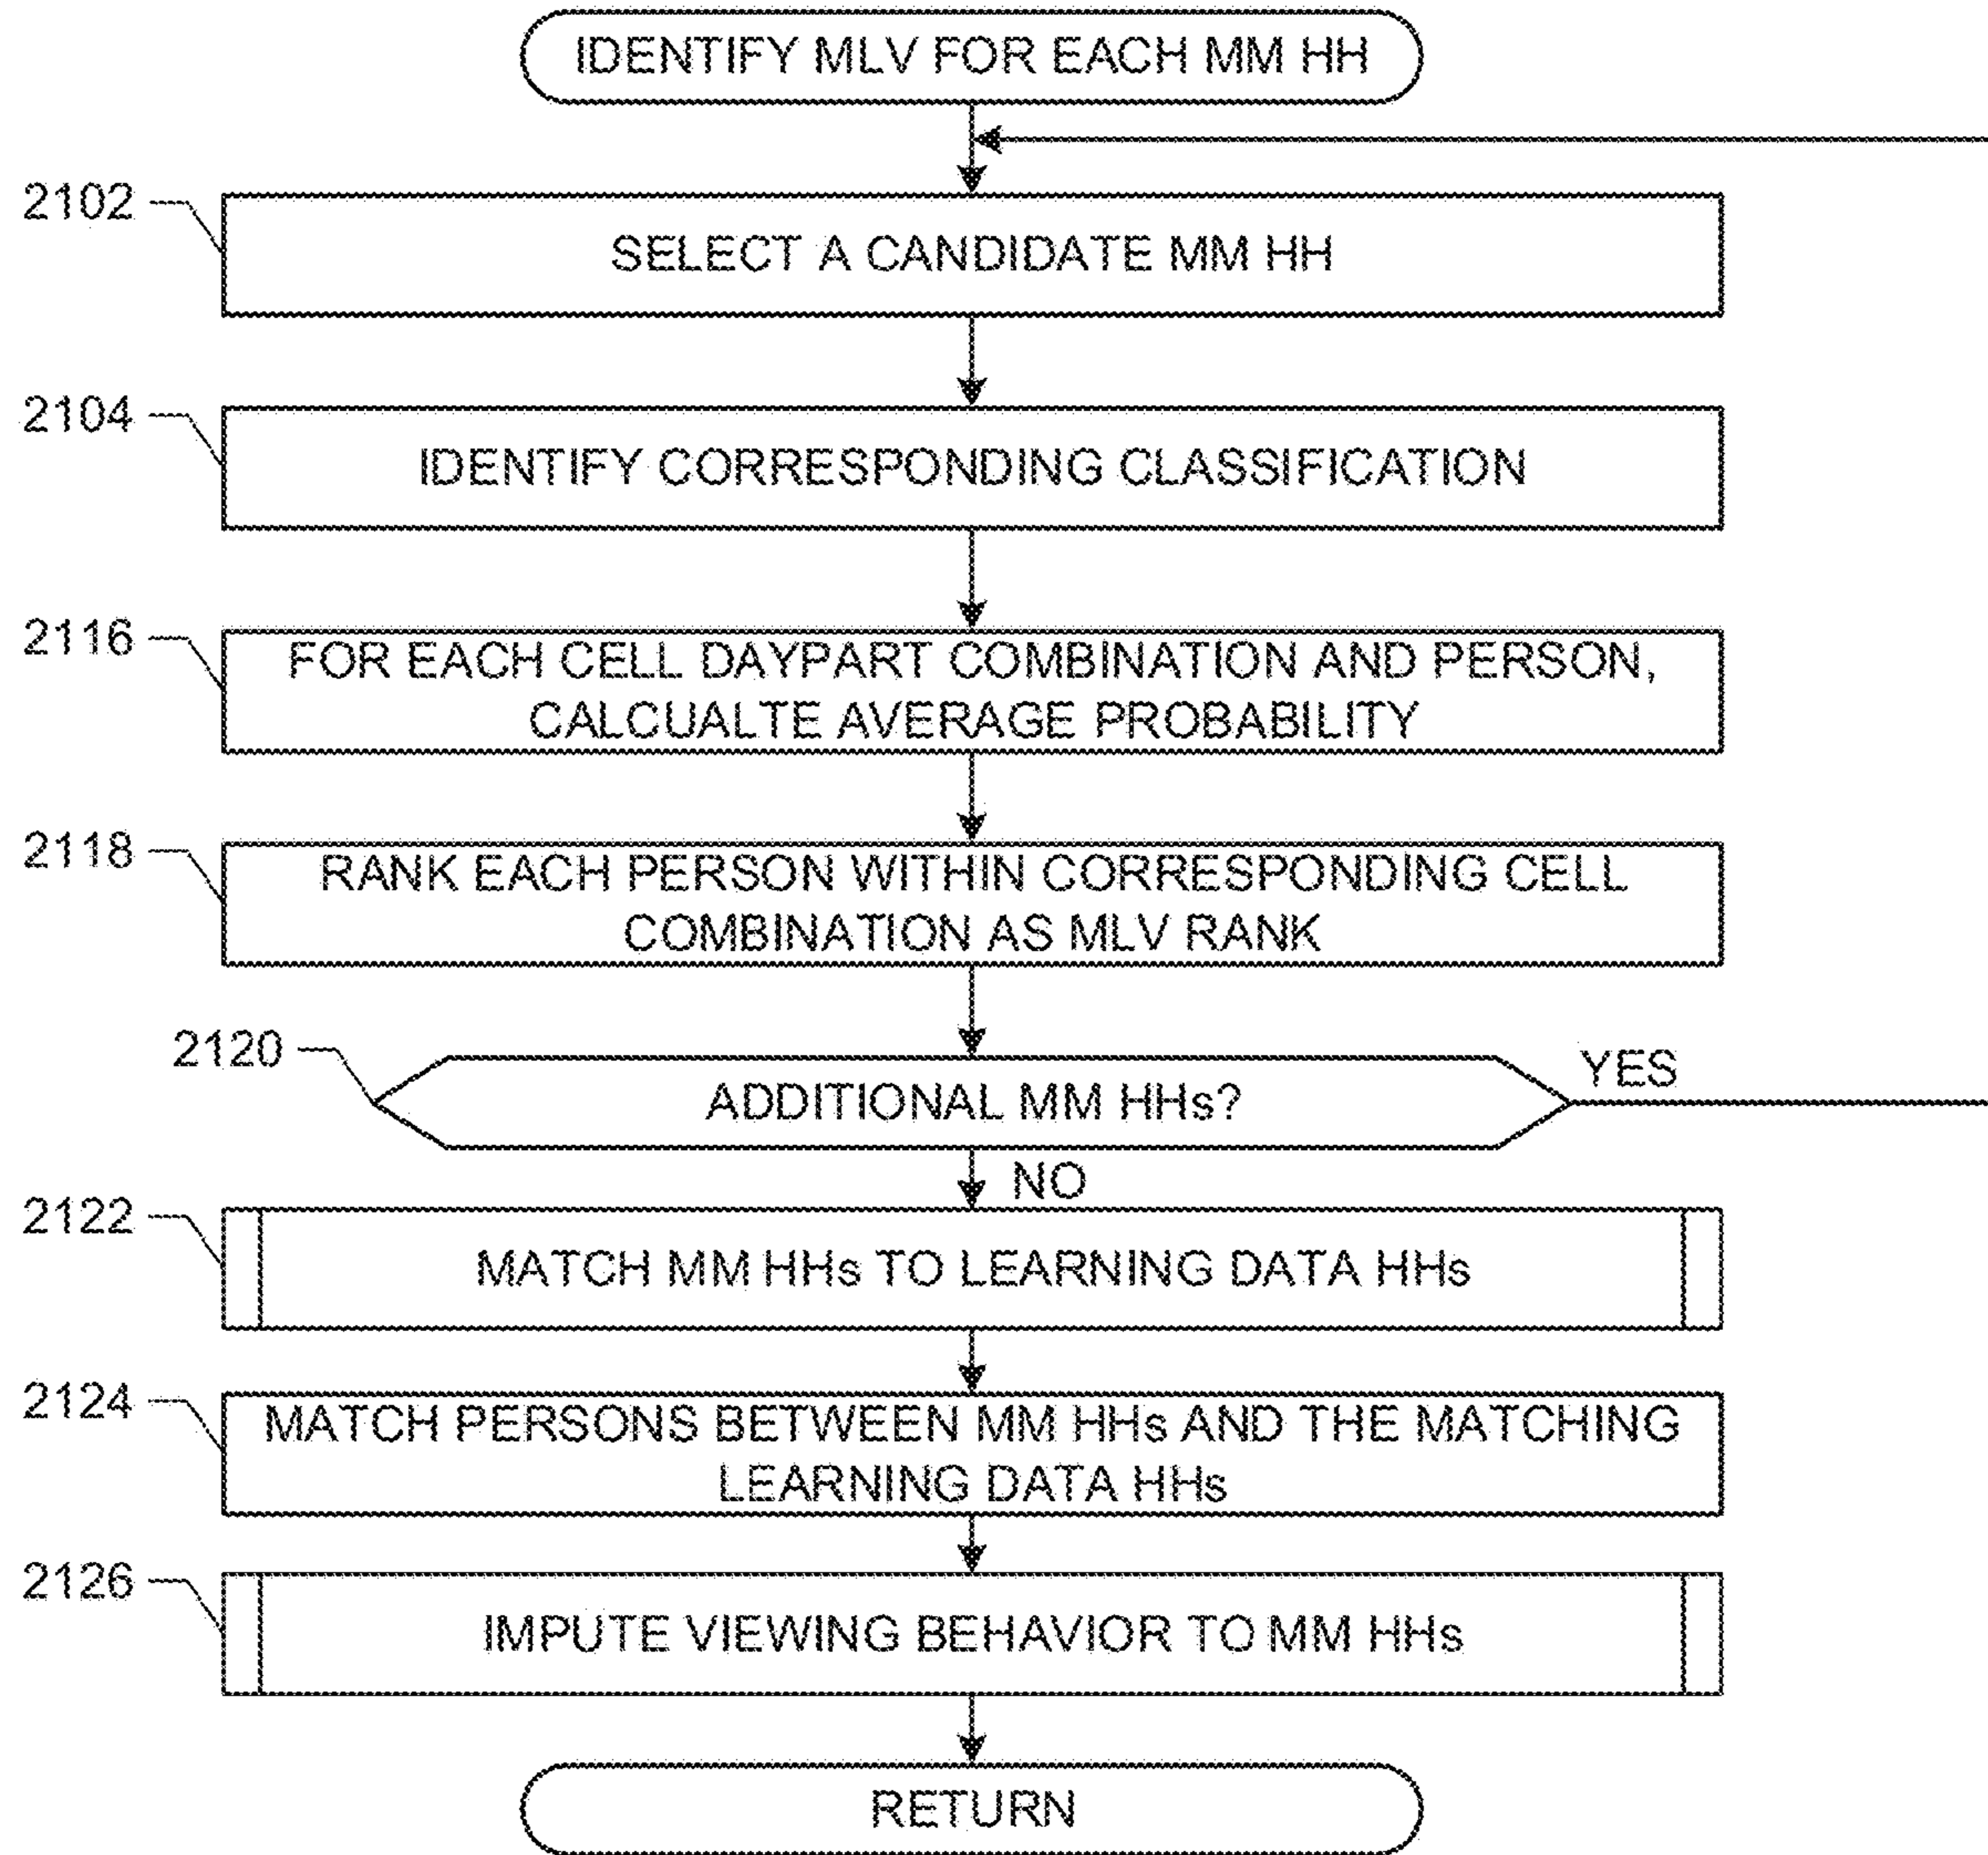 IDENTIFY MLV FOR EACH MM HH
2102
SELECT A CANDIDATE MM HH
2104
IDENTIFY CORRESPONDING CLASSIFICATION
2116
FOR EACH CELL DAYPART COMBINATION AND PERSON,
CALCUALTE AVERAGE PROBABILITY
2118
RANK EACH PERSON WITHIN CORRESPONDING CELL
COMBINATION AS MLV RANK
2120
ADDITIONAL MM HHs?
YES
NO
2122
MATCH MM HHs TO LEARNING DATA HHs
2124
MATCH PERSONS BETWEEN MM HHs AND THE MATCHING
LEARNING DATA HHs
2126
IMPUTE VIEWING BEHAVIOR TO MM HHs
RETURN